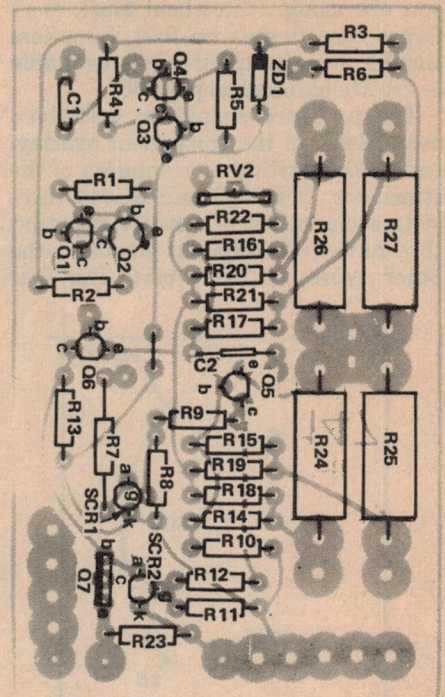 R3
R6
Q4
b
e
c
C1
R4
R5
ZD1
c
b
e
Q3
R1
RV2
R22
R16
R20
R21
R17
R26
R27
b
e
c
Q1
b
e
c
Q2
R2
b
c
e
Q6
C2
e
b
c
Q5
R9
R13
R7
R8
R15
R19
R18
R14
R10
R24
R25
a
g
k
SCR1
SCR2
b
c
e
Q7
a
g
k
R12
R11
R23